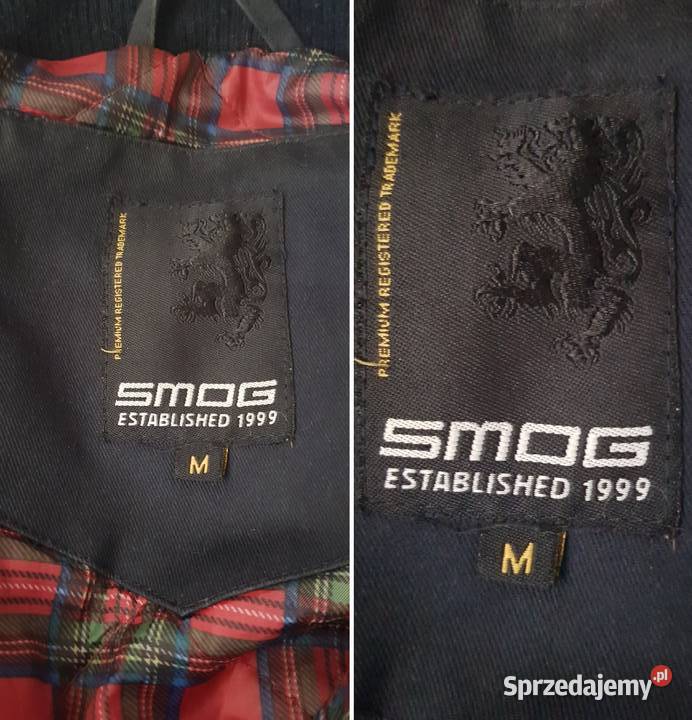 PREMIUM REGISTERED TRADEMARK
SMOG
ESTABLISHED 1999
M
PREMIUM REGISTERED TRADEMARK
SMOG
ESTABLISHED 1999
M
Sprzedajemy.pl